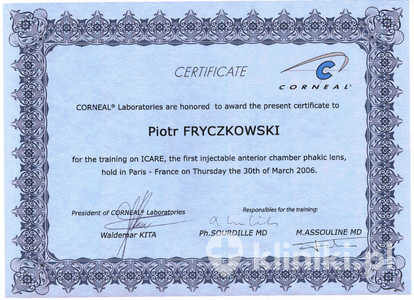 CERTIFICATE
CORNEAL®
CORNEAL® Laboratories are honored to award the present certificate to
Piotr FRYCZKOWSKI
for the training on ICARE, the first injectable anterior chamber phakic lens,
hold in Paris - France on Thursday the 30th of March 2006.
President of CORNEAL® Laboratories
Responsibles for the training:
Waldemar KITA
Ph.SOURDILLE MD
M.ASSOULINE MD
kliniki.pl